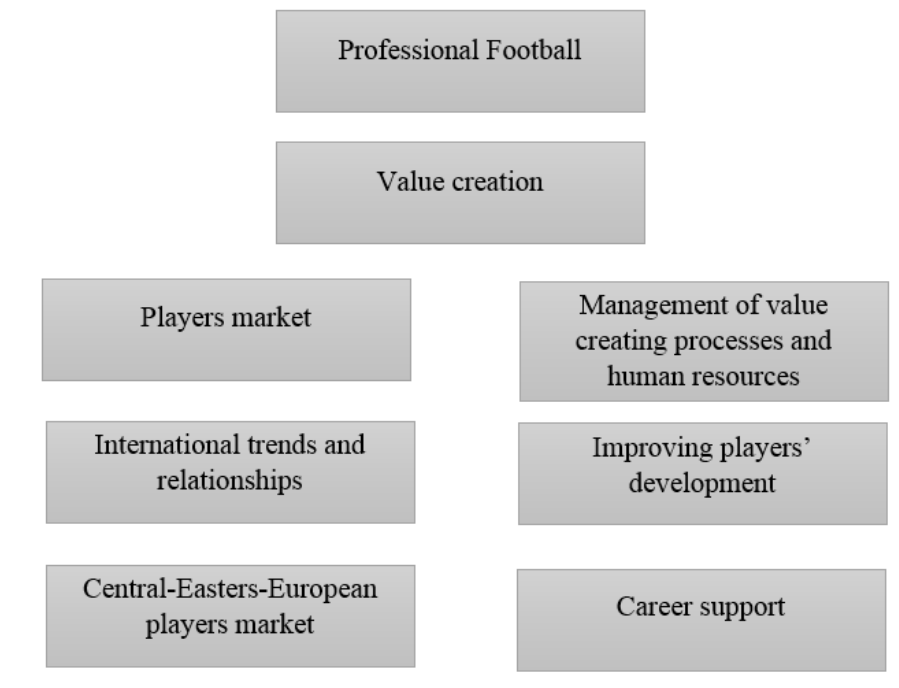 Professional Football
Value creation
Players market
Management of value
creating processes and
human resources
International trends and
relationships
Improving players’
development
Central-Easters-European
players market
Career support